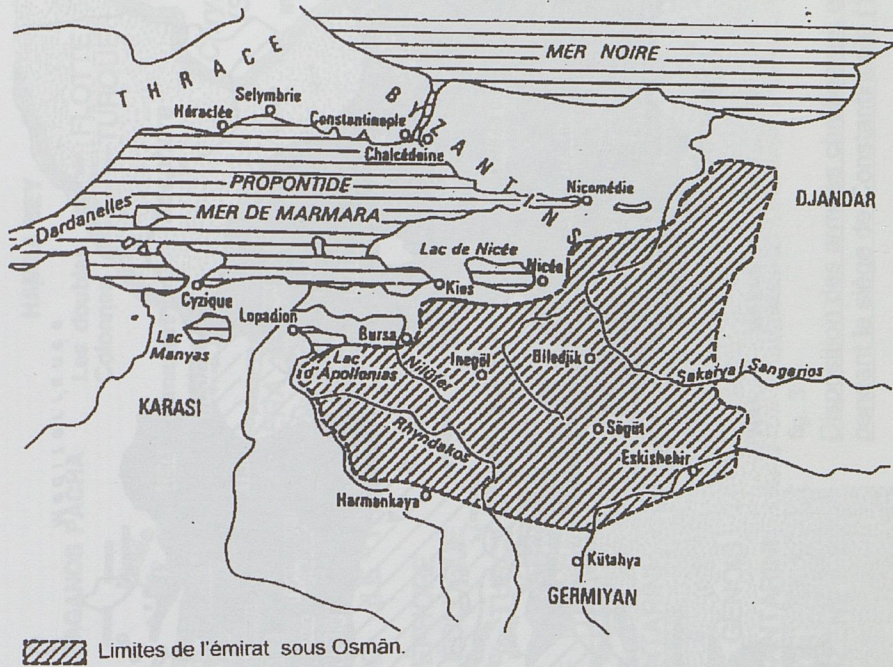 MER NOIRE
THRACE
BYZANTINS
Selymbrie
Héraclée
Constantinople
Chalcédoine
PROPONTIDE
Nicomédie
DJANDAR
MER DE MARMARA
Dardanelles
Lac de Nicée
Nicée
Kios
Cyzique
Lopadion
Bursa
Lac
Manyas
Lac
d'Apollonias
Nilüfer
Inegöl
Biledjik
Sakarya/Sangarios
KARASI
Rhyndakos
Sögüt
Eskishehir
Harmankaya
Kütahya
GERMIYAN
Limites de l'émirat sous Osmān.